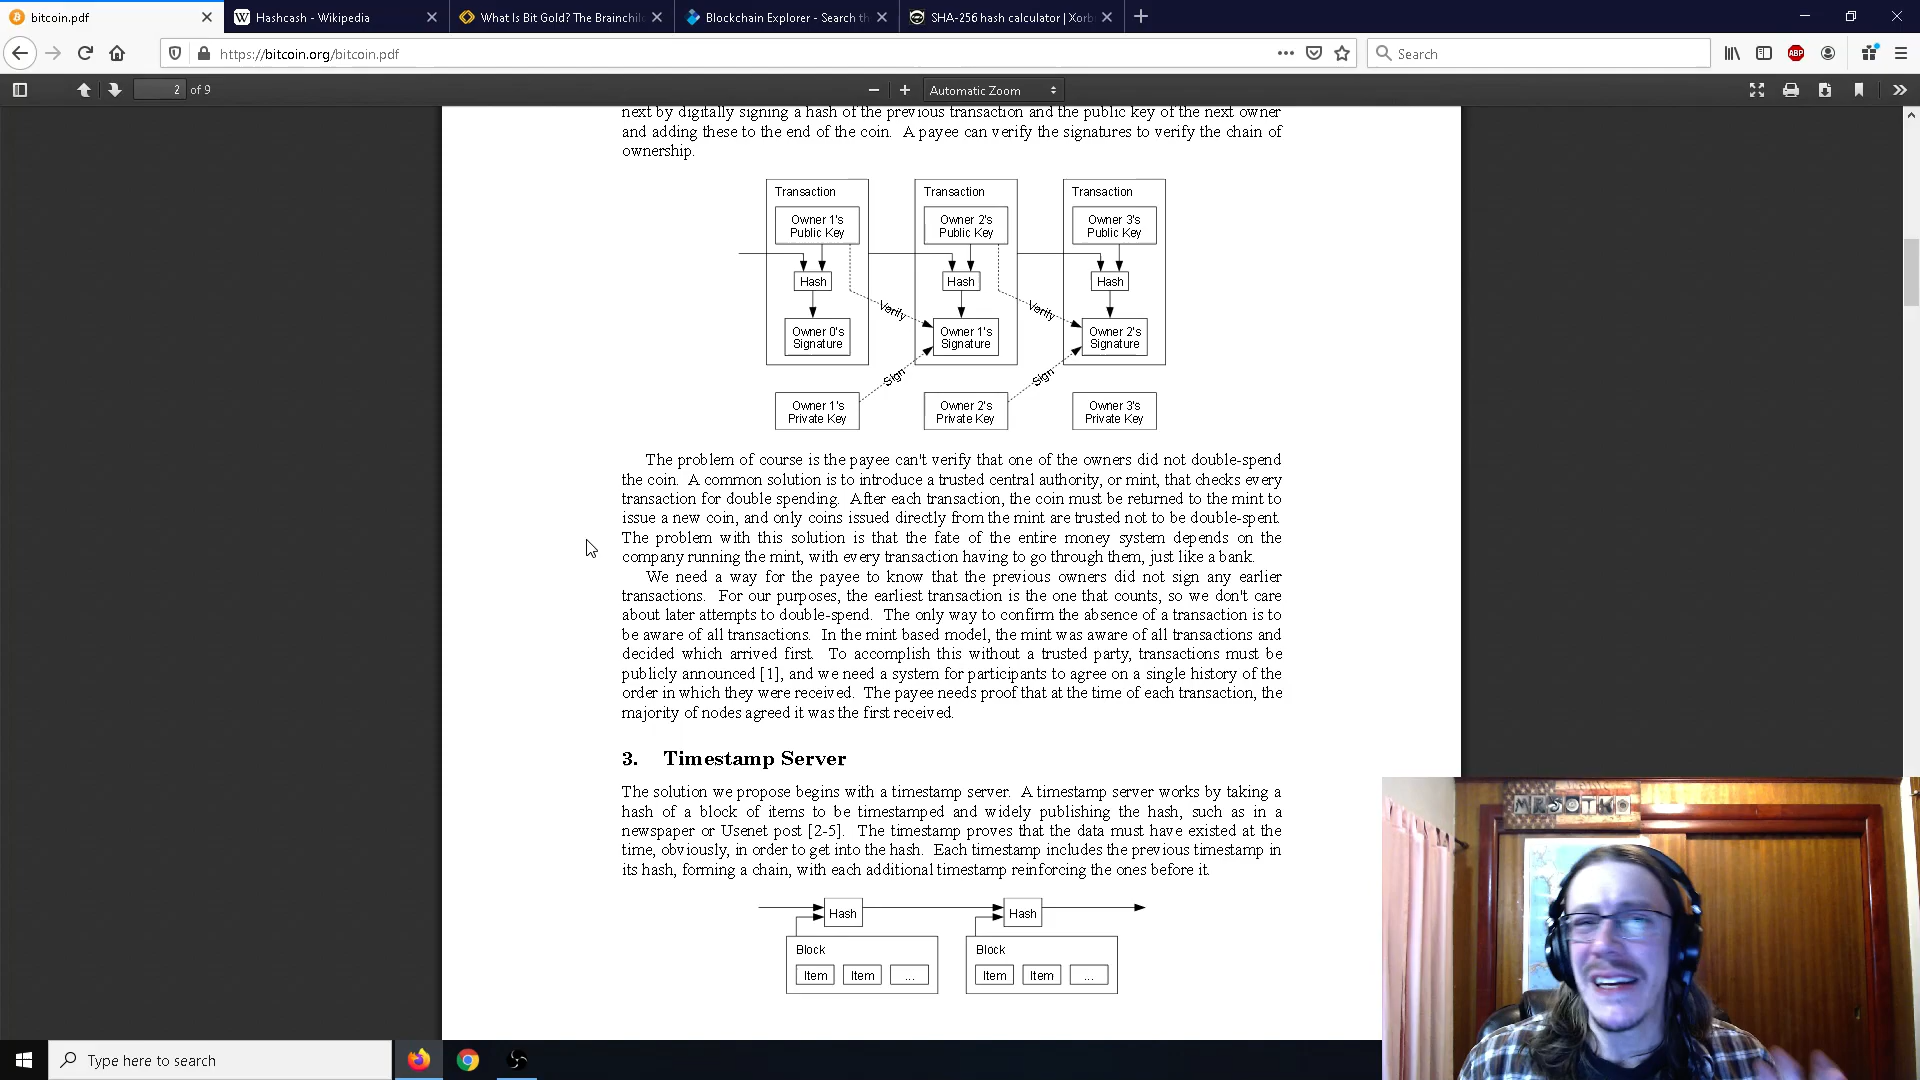 bitcoin.pdf
Hashcash - Wikipedia
What Is Bit Gold? The Brainchil
Blockchain Explorer - Search th
SHA-256 hash calculator | Xorb
https://bitcoin.org/bitcoin.pdf
Search
ABP
2 of 9
Automatic Zoom
next by digitally signing a hash of the previous transaction and the public key of the next owner
and adding these to the end of the coin. A payee can verify the signatures to verify the chain of
ownership.
Transaction
Transaction
Transaction
Owner 1's
Public Key
Owner 2's
Public Key
Owner 3's
Public Key
Hash
Hash
Hash
Verify
Verify
Owner 0's
Signature
Owner 1's
Signature
Owner 2's
Signature
Sign
Sign
Owner 1's
Private Key
Owner 2's
Private Key
Owner 3's
Private Key
The problem of course is the payee can't verify that one of the owners did not double-spend
the coin. A common solution is to introduce a trusted central authority, or mint, that checks every
transaction for double spending. After each transaction, the coin must be returned to the mint to
issue a new coin, and only coins issued directly from the mint are trusted not to be double-spent.
The problem with this solution is that the fate of the entire money system depends on the
company running the mint, with every transaction having to go through them, just like a bank.
We need a way for the payee to know that the previous owners did not sign any earlier
transactions. For our purposes, the earliest transaction is the one that counts, so we don't care
about later attempts to double-spend. The only way to confirm the absence of a transaction is to
be aware of all transactions. In the mint based model, the mint was aware of all transactions and
decided which arrived first. To accomplish this without a trusted party, transactions must be
publicly announced [1], and we need a system for participants to agree on a single history of the
order in which they were received. The payee needs proof that at the time of each transaction, the
majority of nodes agreed it was the first received.
3. Timestamp Server
The solution we propose begins with a timestamp server. A timestamp server works by taking a
hash of a block of items to be timestamped and widely publishing the hash, such as in a
newspaper or Usenet post [2-5]. The timestamp proves that the data must have existed at the
time, obviously, in order to get into the hash. Each timestamp includes the previous timestamp in
its hash, forming a chain, with each additional timestamp reinforcing the ones before it.
Hash
Hash
Block
Block
Item Item ...
Item Item ...
MRSOTKO
Type here to search